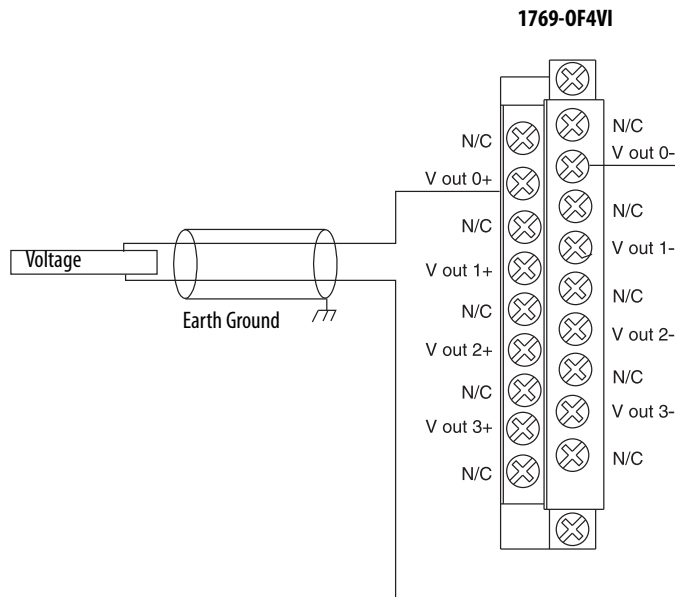 1769-OF4VI
N/C
N/C
V out 0+
V out 0-
N/C
N/C
Voltage
V out 1+
V out 1-
N/C
N/C
Earth Ground
V out 2+
V out 2-
N/C
N/C
V out 3+
V out 3-
N/C
N/C